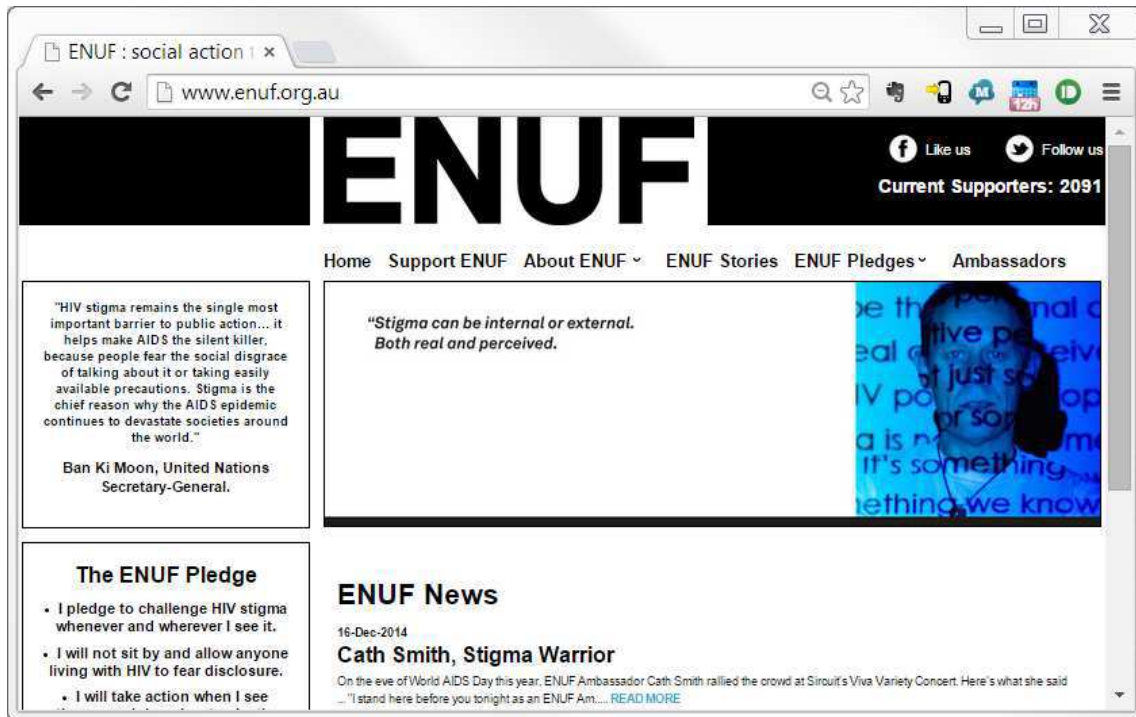 ENUF : social action
www.enuf.org.au
ENUF
Like us
Follow us
Current Supporters: 2091
Home Support ENUF About ENUF ENUF Stories ENUF Pledges Ambassadors
"HIV stigma remains the single most
important barrier to public action... it
helps make AIDS the silent killer,
because people fear the social disgrace
of talking about it or taking easily
available precautions. Stigma is the
chief reason why the AIDS epidemic
continues to devastate societies around
the world."
Ban Ki Moon, United Nations
Secretary-General.
"Stigma can be internal or external.
Both real and perceived.
just so
or so
is
it's something
we know
The ENUF Pledge
• I pledge to challenge HIV stigma
whenever and wherever I see it.
• I will not sit by and allow anyone
living with HIV to fear disclosure.
• I will take action when I see
ENUF News
16-Dec-2014
Cath Smith, Stigma Warrior
On the eve of World AIDS Day this year, ENUF Ambassador Cath Smith rallied the crowd at Sircuit's Viva Variety Concert. Here's what she said
... "I stand here before you tonight as an ENUF Am.... READ MORE